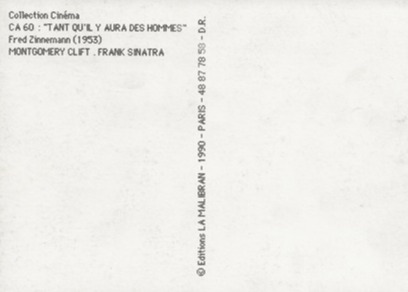 Collection Cinéma
CA 60 : "TANT QU'IL Y AURA DES HOMMES"
Fred Zinnemann (1953)
MONTGOMERY CLIFT . FRANK SINATRA
© Editions LA MALIBRAN - 1990 - PARIS - 48 87 78 58 - D.R.